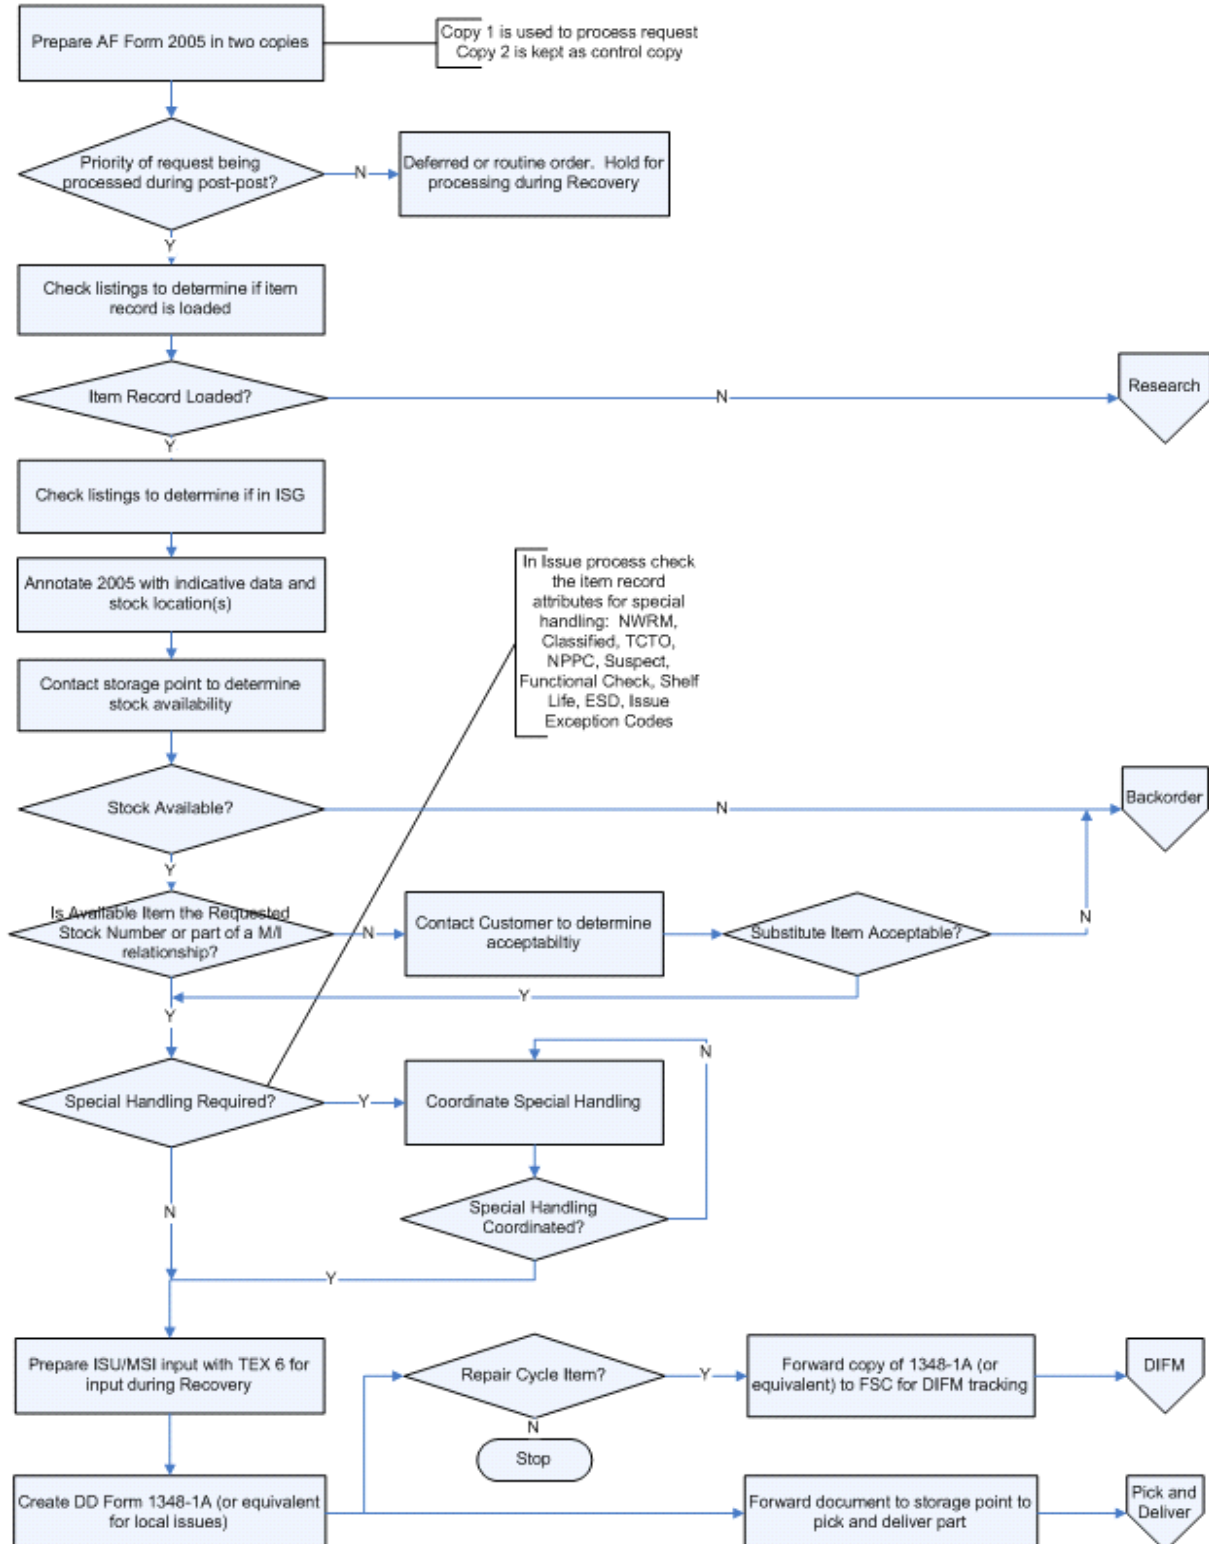 Prepare AF Form 2005 in two copies
Copy 1 is used to process request
Copy 2 is kept as control copy
Priority of request being
processed during post-post?
N
Deferred or routine order. Hold for
processing during Recovery
Y
Check listings to determine if item
record is loaded
Item Record Loaded?
N
Research
Y
Check listings to determine if in ISG
Annotate 2005 with indicative data and
stock location(s)
In Issue process check
the item record
attributes for special
handling: NWRM,
Classified, TCTO,
NPPC, Suspect,
Functional Check, Shelf
Life, ESD, Issue
Exception Codes
Contact storage point to determine
stock availability
Stock Available?
N
Backorder
Y
Is Available Item the Requested
Stock Number or part of a M/I
relationship?
N
Contact Customer to determine
acceptabiltiy
Substitute Item Acceptable?
N
Y
Y
Special Handling Required?
Y
Coordinate Special Handling
N
Special Handling
Coordinated?
N
Y
Prepare ISU/MSI input with TEX 6 for
input during Recovery
Repair Cycle Item?
Y
Forward copy of 1348-1A (or
equivalent) to FSC for DIFM tracking
DIFM
N
Stop
Create DD Form 1348-1A (or equivalent
for local issues)
Forward document to storage point to
pick and deliver part
Pick and
Deliver